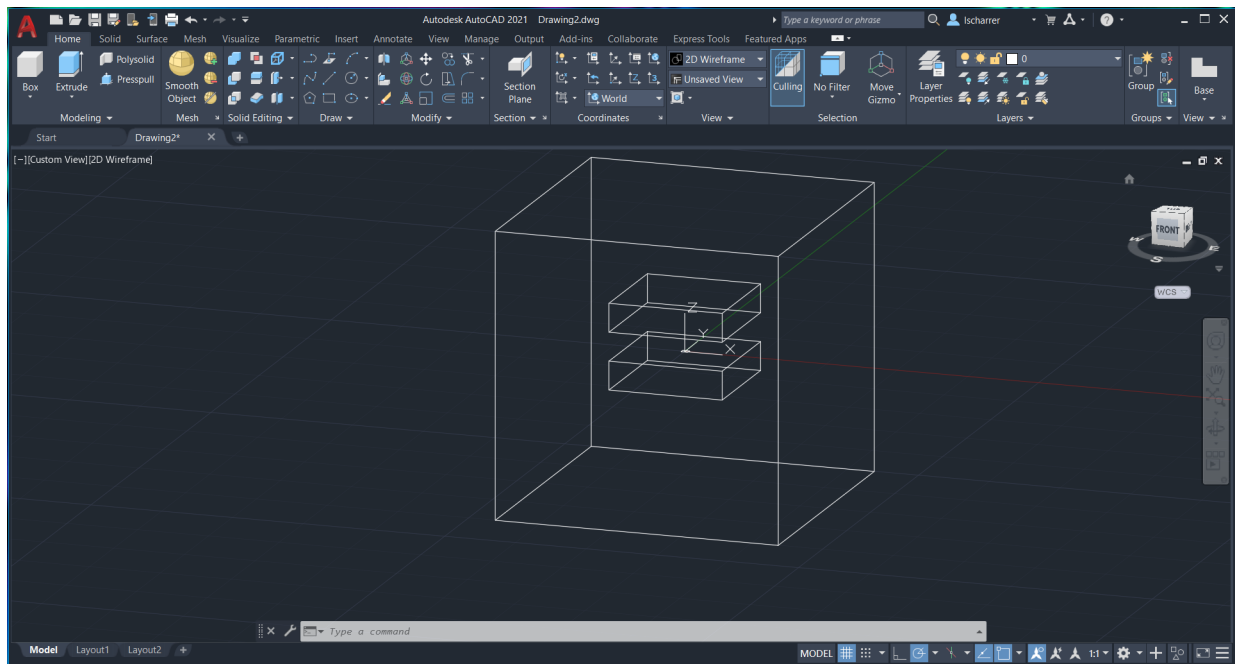 Autodesk AutoCAD 2021 Drawing2.dwg
Type a keyword or phrase
lscharrer
Home Solid Surface Mesh Visualize Parametric Insert Annotate View Manage Output Add-ins Collaborate Express Tools Featured Apps
Box
Extrude
Polysolid
Presspull
Smooth
Object
Section
Plane
World
2D Wireframe
Unsaved View
Culling
No Filter
Move
Gizmo
Layer
Properties
0
Group
Base
Modeling Mesh Solid Editing Draw Modify Section Coordinates View Selection Layers Groups View
Start Drawing2*
[−][Custom View][2D Wireframe]
FRONT
W
S
E
WCS
Z
Y
X
Type a command
Model Layout1 Layout2
MODEL
1:1